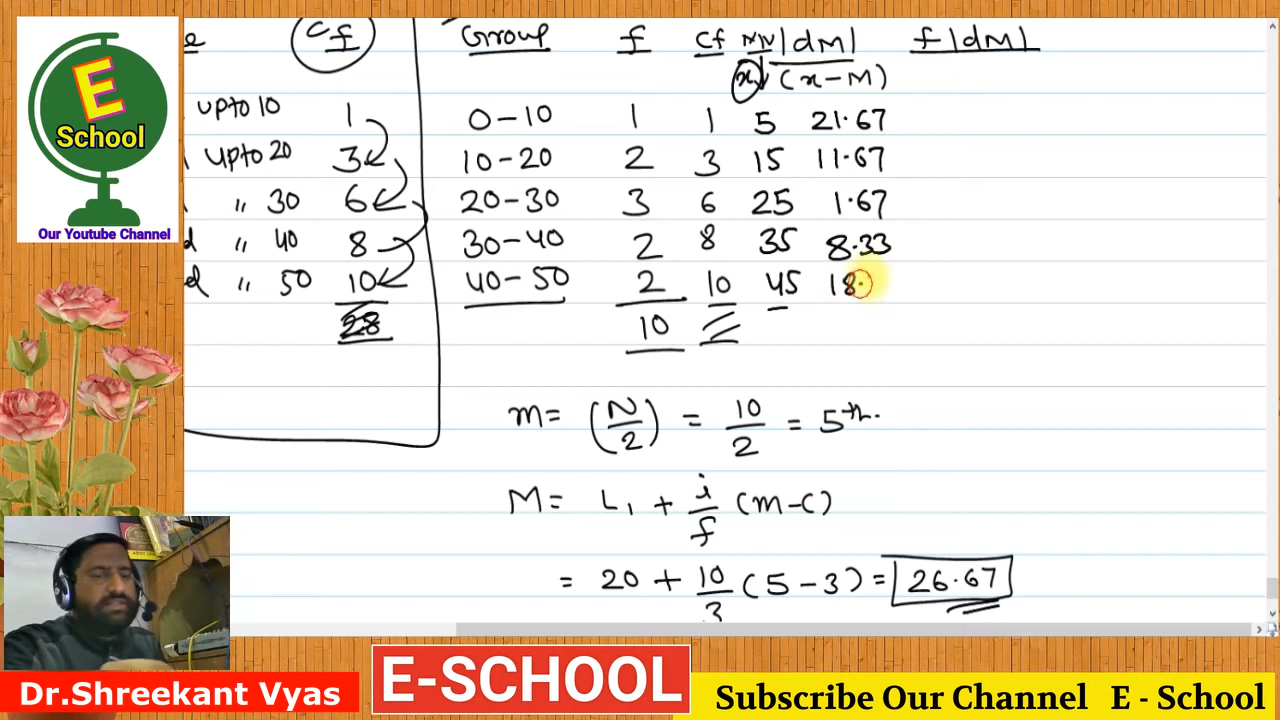 E
School
Our Youtube Channel
e Cf
upto 10 1
upto 20 3
" 30 6
d " 40 8
d " 50 10
28
Group f Cf |dM| f|dM|
x (x-M)
0-10 1 1 5 21.67
10-20 2 3 15 11.67
20-30 3 6 25 1.67
30-40 2 8 35 8.33
40-50 2 10 45 18.
10
m= (N/2) = 10/2 = 5th.
M= L1 + i/f (m-c)
= 20 + 10/3 (5-3) = 26.67
Dr.Shreekant Vyas
E-SCHOOL
Subscribe Our Channel E - School